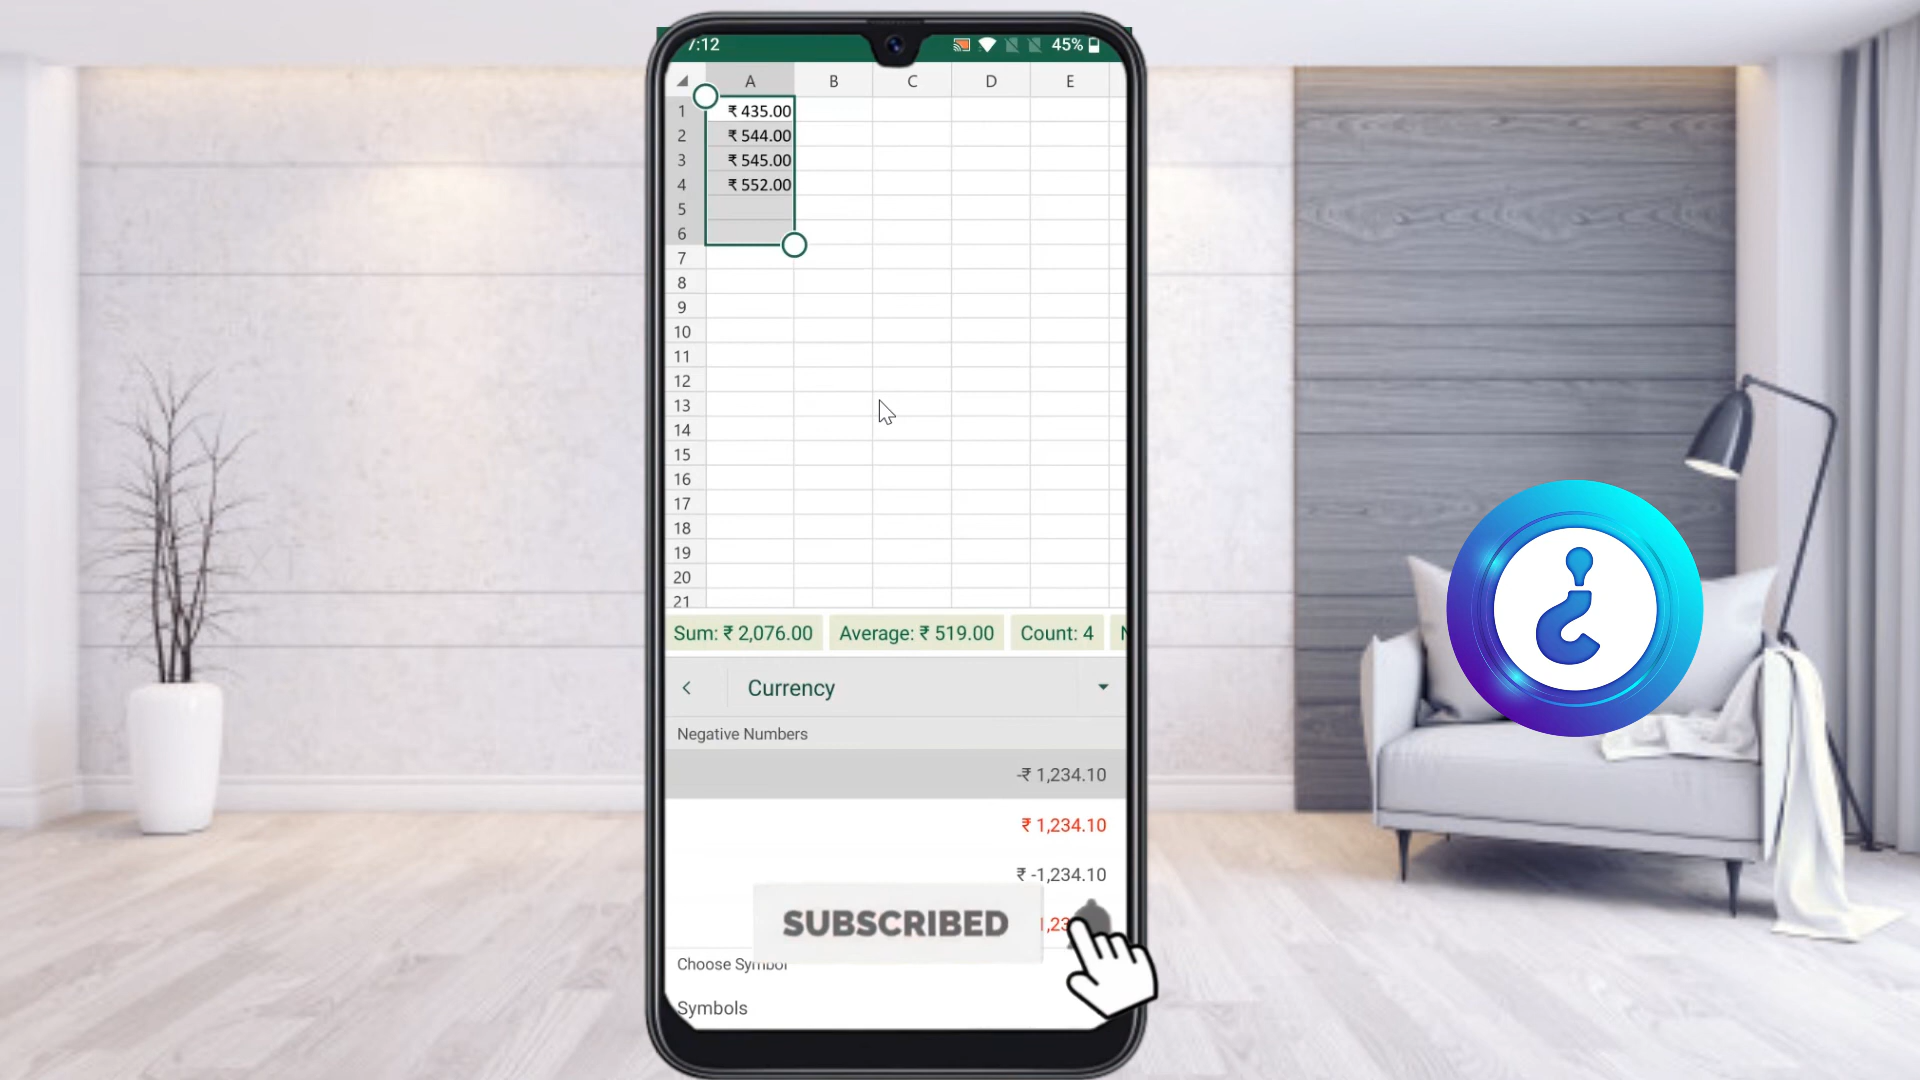 7:12 45%
A B C D E
1 ₹ 435.00
2 ₹ 544.00
3 ₹ 545.00
4 ₹ 552.00
5
6
7
8
9
10
11
12
13
14
15
16
17
18
19
20
21
Sum: ₹ 2,076.00 Average: ₹ 519.00 Count: 4
Currency
Negative Numbers
-₹ 1,234.10
₹ 1,234.10
₹ -1,234.10
SUBSCRIBED
Choose Symbol
Symbols